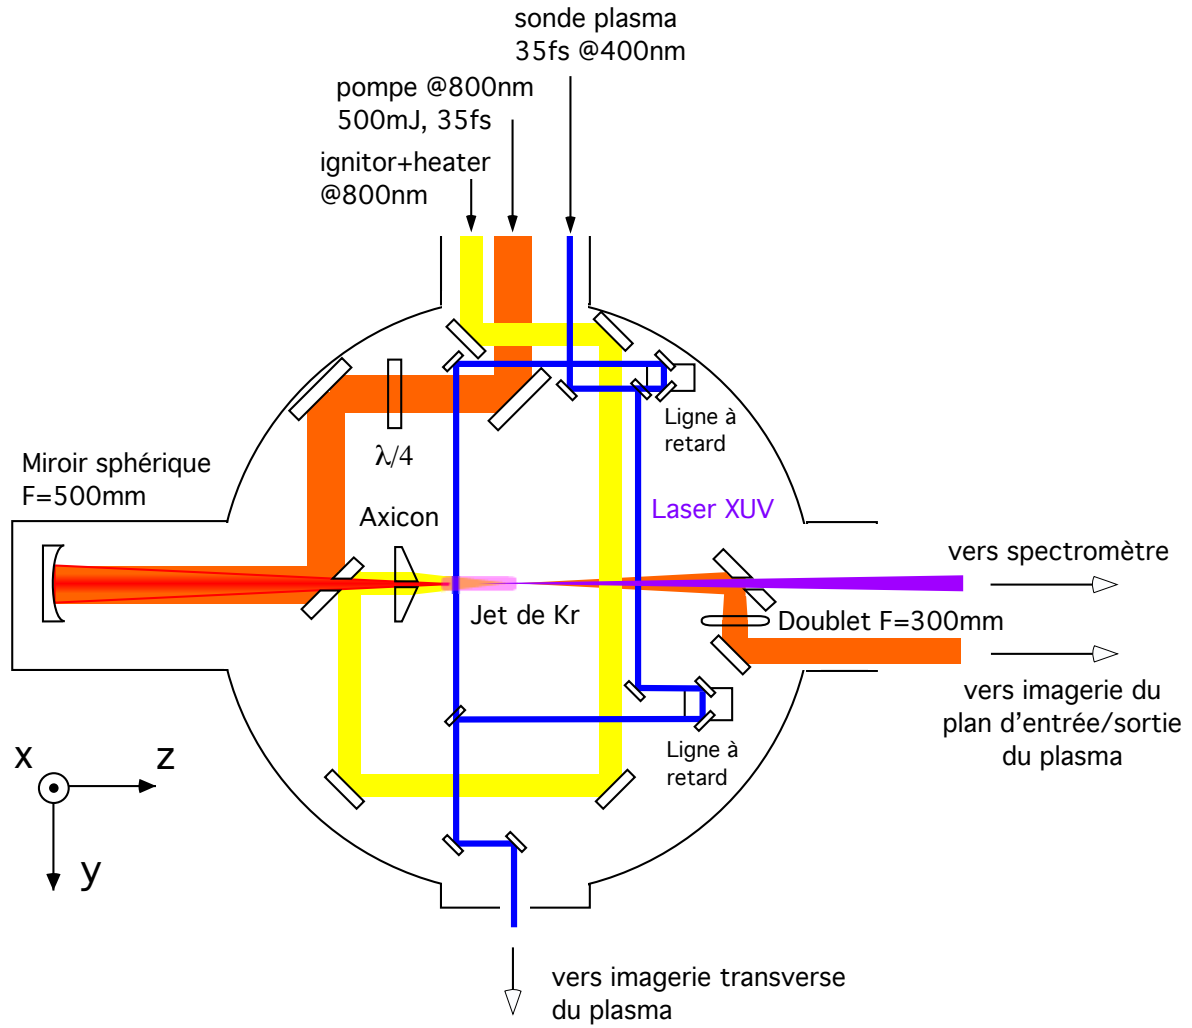 sonde plasma
35fs @400nm
pompe @800nm
500mJ, 35fs
ignitor+heater
@800nm
Ligne à
retard
λ/4
Miroir sphérique
F=500mm
Axicon
Laser XUV
vers spectromètre
Jet de Kr
Doublet F=300mm
vers imagerie du
plan d'entrée/sortie
du plasma
Ligne à
retard
x
z
y
vers imagerie transverse
du plasma